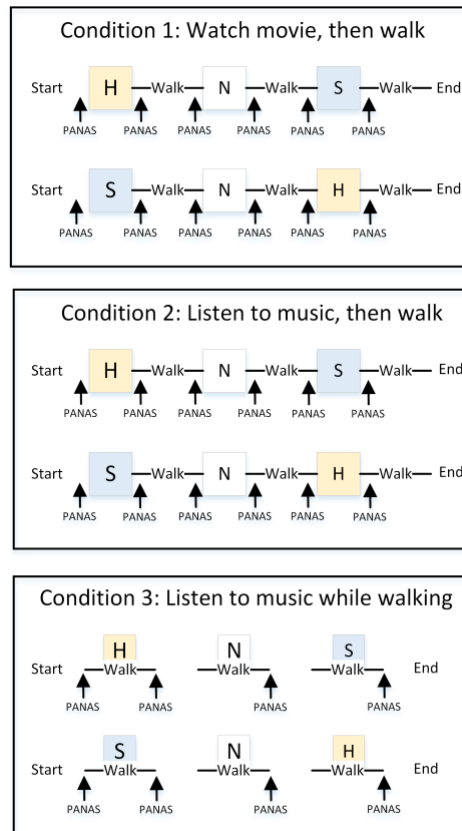 Condition 1: Watch movie, then walk
Start H Walk N Walk S Walk End
PANAS PANAS PANAS PANAS PANAS PANAS
Start S Walk N Walk H Walk End
PANAS PANAS PANAS PANAS PANAS PANAS
Condition 2: Listen to music, then walk
Start H Walk N Walk S Walk End
PANAS PANAS PANAS PANAS PANAS PANAS
Start S Walk N Walk H Walk End
PANAS PANAS PANAS PANAS PANAS PANAS
Condition 3: Listen to music while walking
H N S
Start Walk Walk Walk End
PANAS PANAS PANAS PANAS
S N H
Start Walk Walk Walk End
PANAS PANAS PANAS PANAS